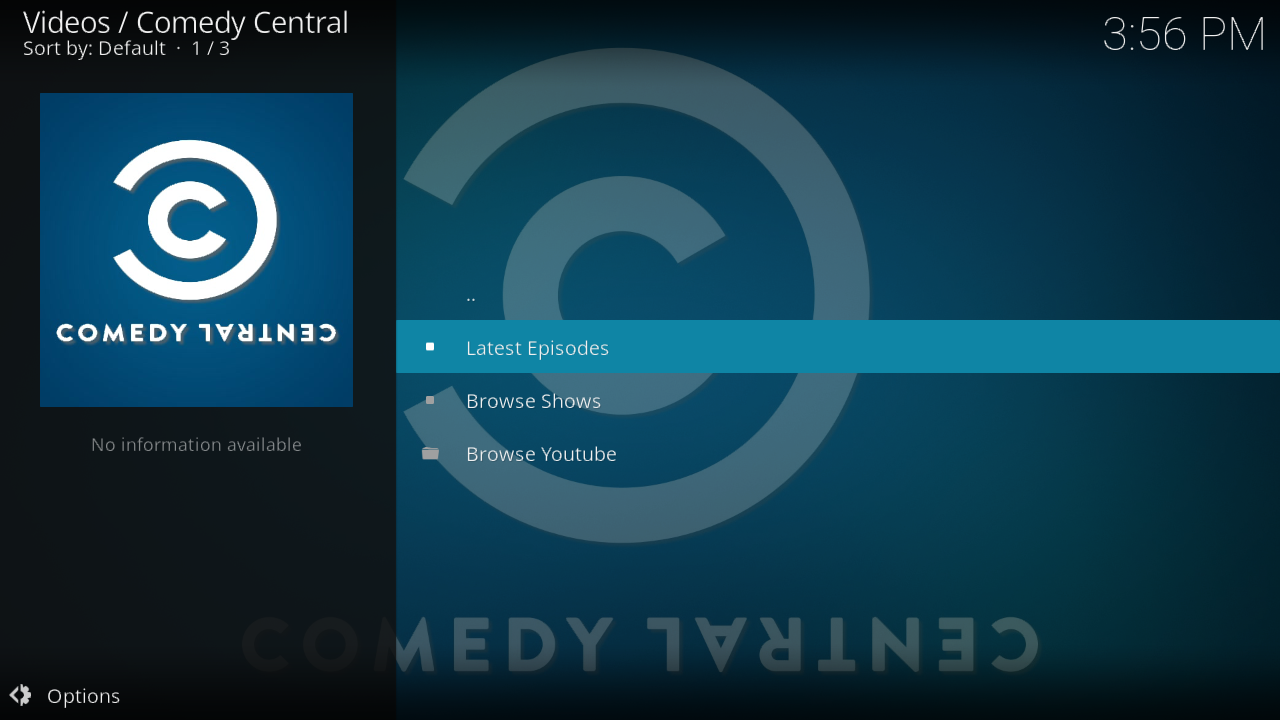 Videos / Comedy Central
Sort by: Default · 1 / 3
3:56 PM
COMEDY CENTRAL
No information available
..
Latest Episodes
Browse Shows
Browse Youtube
COMEDY CENTRAL
Options